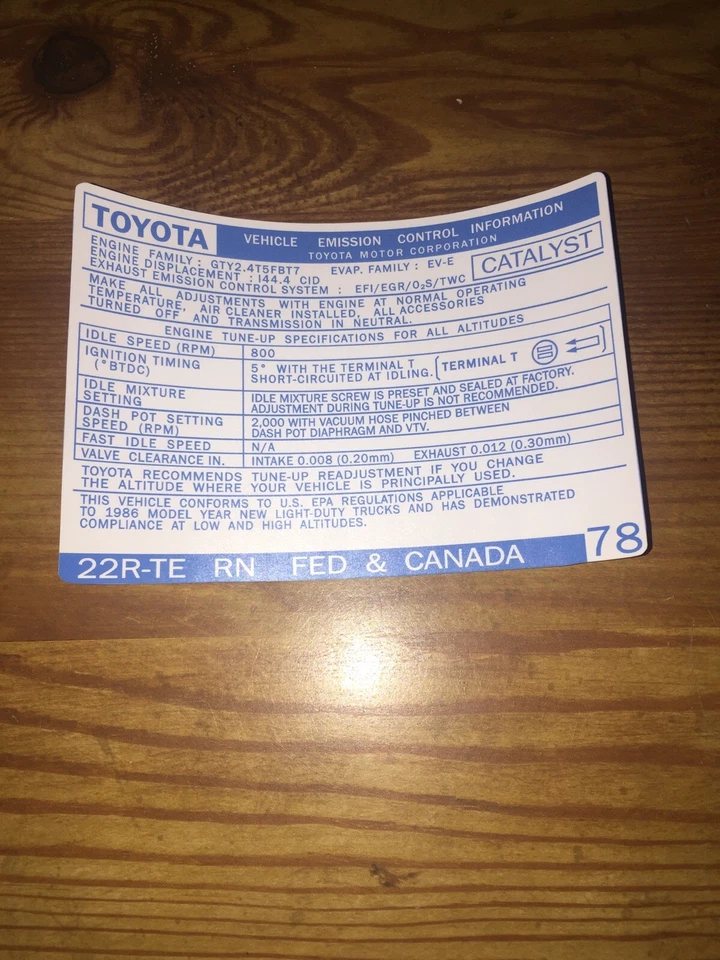 TOYOTA
VEHICLE EMISSION CONTROL INFORMATION
TOYOTA MOTOR CORPORATION
ENGINE FAMILY : GTY2.4T5FBT7 EVAP. FAMILY : EV-E
ENGINE DISPLACEMENT : 144.4 CID
EXHAUST EMISSION CONTROL SYSTEM : EFI/EGR/O₂S/TWC
CATALYST
MAKE ALL ADJUSTMENTS WITH ENGINE AT NORMAL OPERATING
TEMPERATURE, AIR CLEANER INSTALLED, ALL ACCESSORIES
TURNED OFF AND TRANSMISSION IN NEUTRAL.
ENGINE TUNE-UP SPECIFICATIONS FOR ALL ALTITUDES
IDLE SPEED (RPM) 800
IGNITION TIMING
(°BTDC)
5° WITH THE TERMINAL T
SHORT-CIRCUITED AT IDLING.
TERMINAL T
IDLE MIXTURE
SETTING
IDLE MIXTURE SCREW IS PRESET AND SEALED AT FACTORY.
ADJUSTMENT DURING TUNE-UP IS NOT RECOMMENDED.
DASH POT SETTING
SPEED (RPM)
2,000 WITH VACUUM HOSE PINCHED BETWEEN
DASH POT DIAPHRAGM AND VTV.
FAST IDLE SPEED N/A
VALVE CLEARANCE IN. INTAKE 0.008 (0.20mm) EXHAUST 0.012 (0.30mm)
TOYOTA RECOMMENDS TUNE-UP READJUSTMENT IF YOU CHANGE
THE ALTITUDE WHERE YOUR VEHICLE IS PRINCIPALLY USED.
THIS VEHICLE CONFORMS TO U.S. EPA REGULATIONS APPLICABLE
TO 1986 MODEL YEAR NEW LIGHT-DUTY TRUCKS AND HAS DEMONSTRATED
COMPLIANCE AT LOW AND HIGH ALTITUDES.
22R-TE RN FED & CANADA
78